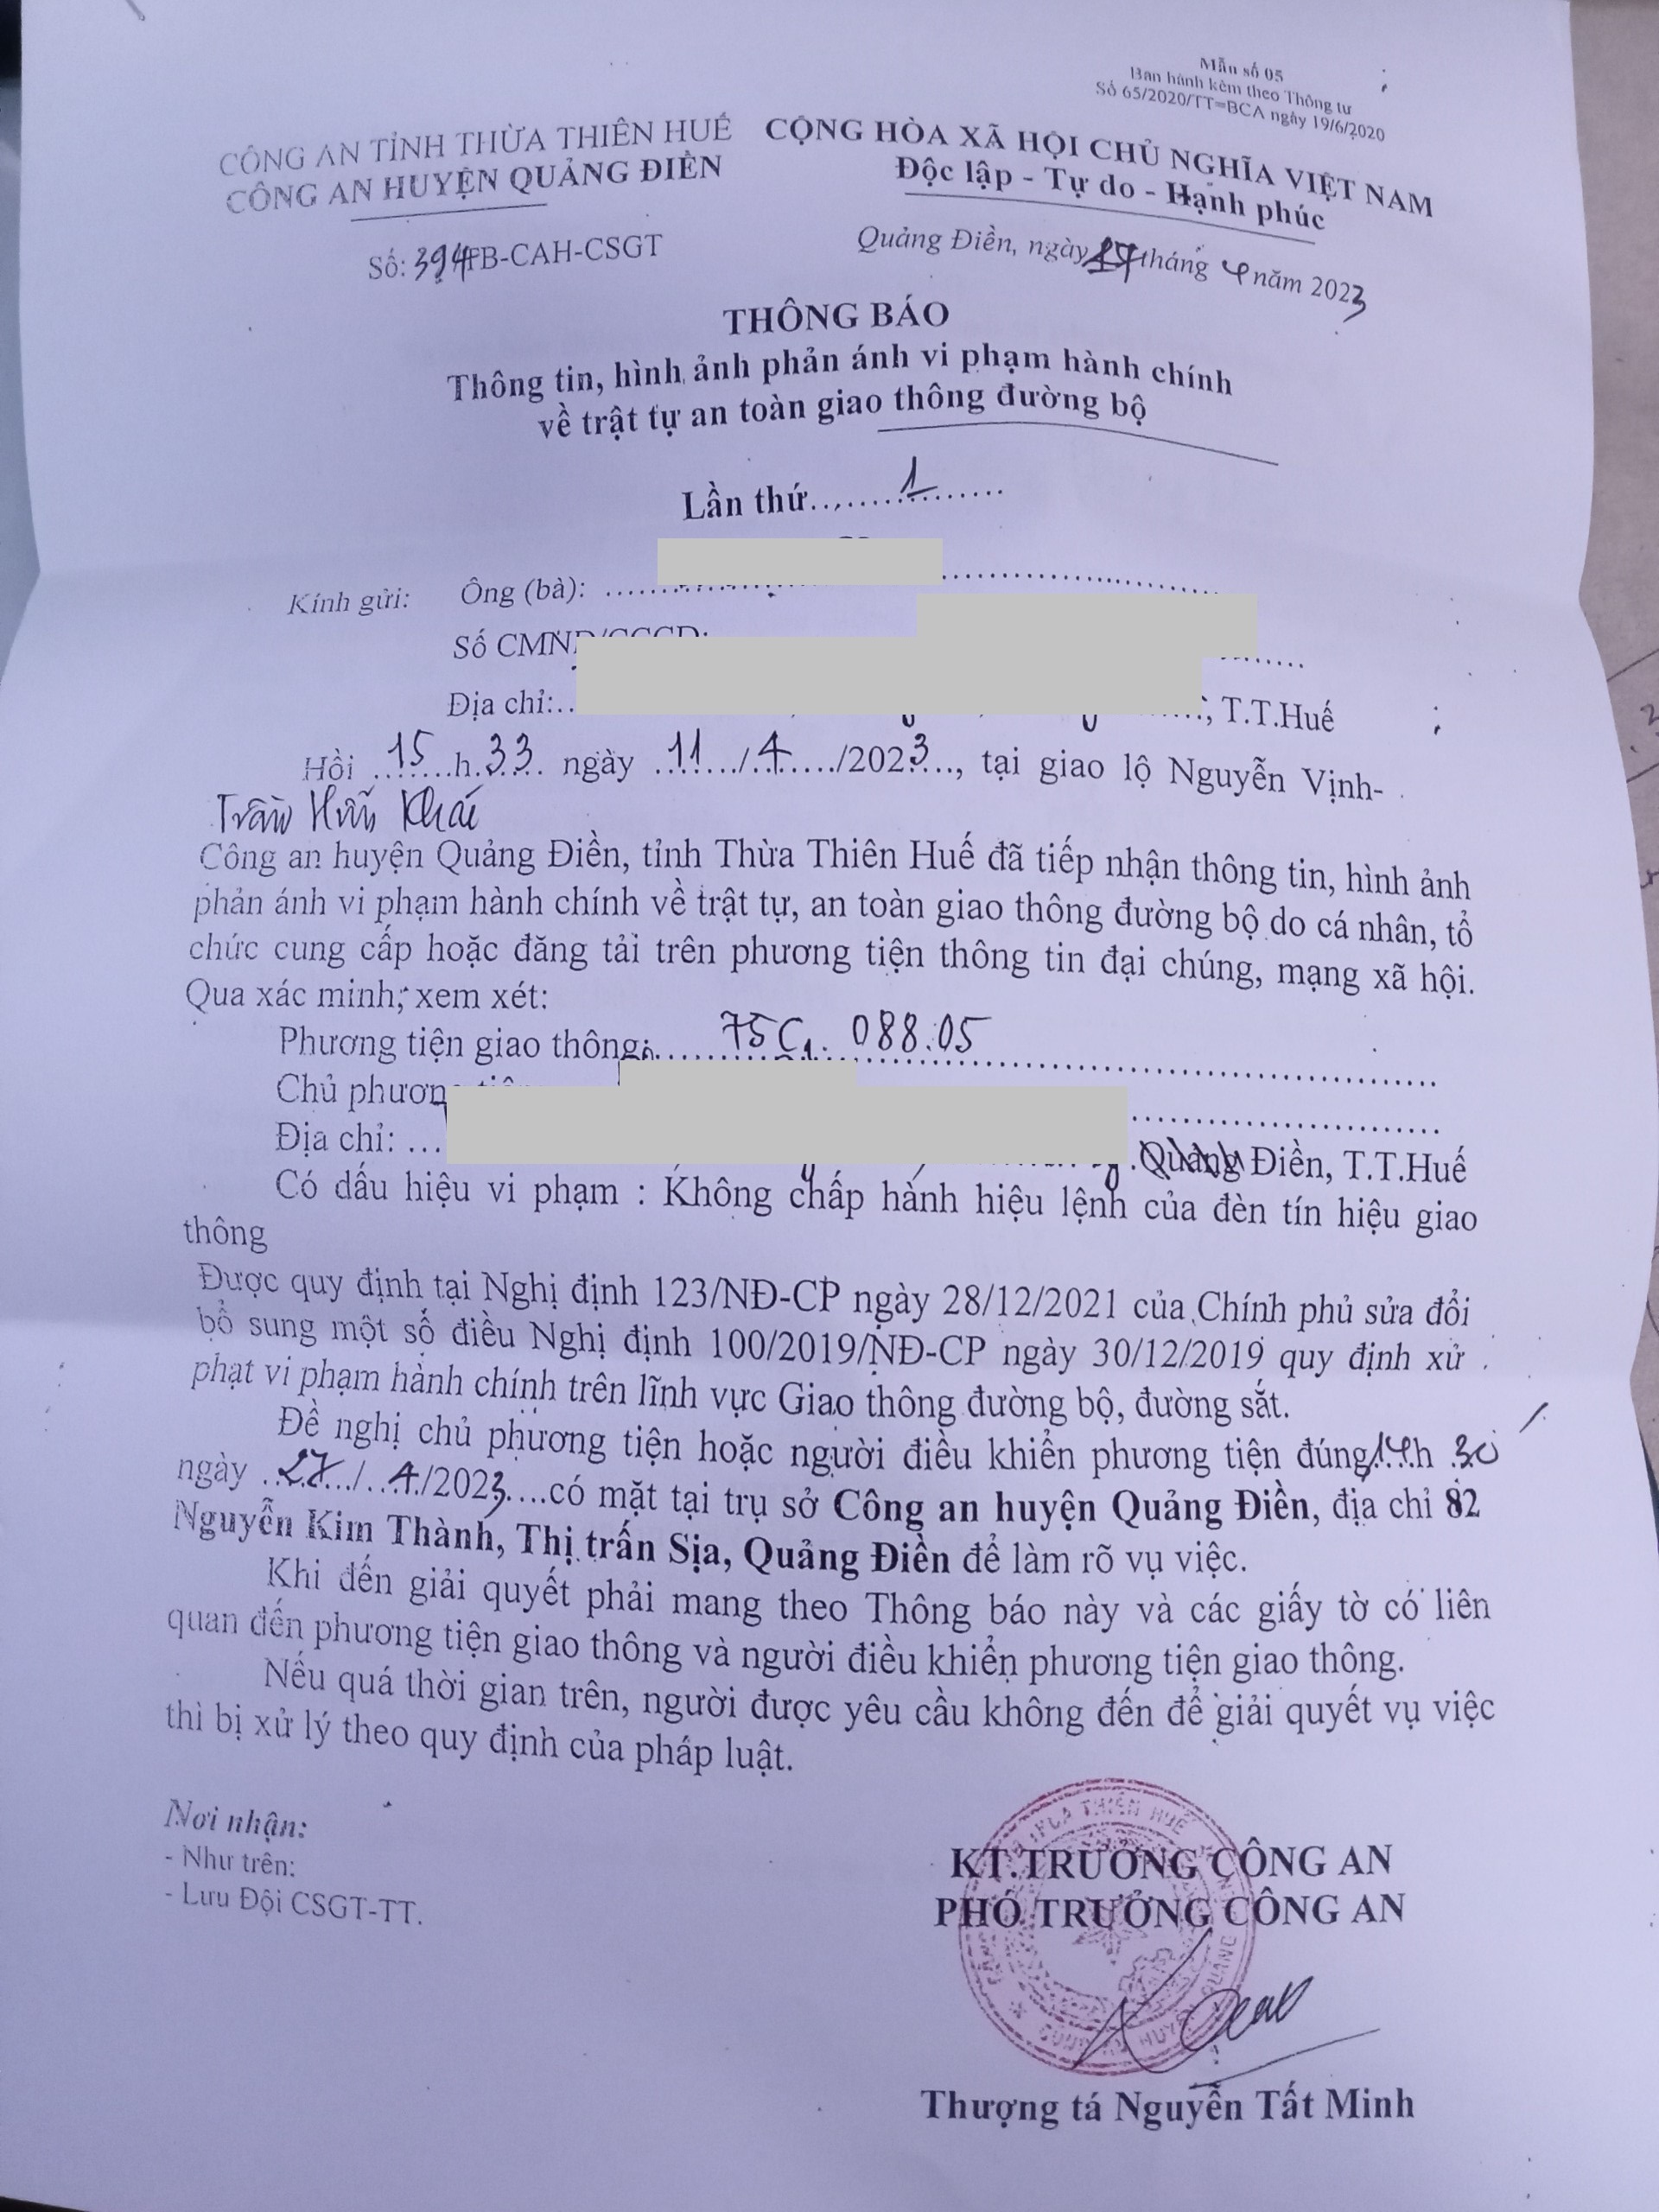 Mẫu số 05
Ban hành kèm theo Thông tư
Số 65/2020/TT=BCA ngày 19/6/2020
CÔNG AN TỈNH THỪA THIÊN HUẾ
CÔNG AN HUYỆN QUẢNG ĐIỀN
CỘNG HÒA XÃ HỘI CHỦ NGHĨA VIỆT NAM
Độc lập - Tự do - Hạnh phúc
Số: 394/TB-CAH-CSGT
Quảng Điền, ngày 17 tháng 4 năm 2023
THÔNG BÁO
Thông tin, hình ảnh phản ánh vi phạm hành chính
về trật tự an toàn giao thông đường bộ
Lần thứ......1......
Kính gửi: Ông (bà):
Số CMND/CCCD:
Địa chỉ:.. , T.T.Huế
Hồi ..15..h.33.. ngày ..11../..4../2023..., tại giao lộ Nguyễn Vịnh-
Trần Hữu Khác
Công an huyện Quảng Điền, tỉnh Thừa Thiên Huế đã tiếp nhận thông tin, hình ảnh
phản ánh vi phạm hành chính về trật tự, an toàn giao thông đường bộ do cá nhân, tổ
chức cung cấp hoặc đăng tải trên phương tiện thông tin đại chúng, mạng xã hội.
Qua xác minh, xem xét:
Phương tiện giao thông: 75C1. 088.05
Chủ phương tiện
Địa chỉ: ... Quảng Điền, T.T.Huế
Có dấu hiệu vi phạm : Không chấp hành hiệu lệnh của đèn tín hiệu giao
thông
Được quy định tại Nghị định 123/NĐ-CP ngày 28/12/2021 của Chính phủ sửa đổi
bổ sung một số điều Nghị định 100/2019/NĐ-CP ngày 30/12/2019 quy định xử
phạt vi phạm hành chính trên lĩnh vực Giao thông đường bộ, đường sắt.
Đề nghị chủ phương tiện hoặc người điều khiển phương tiện đúng 14h 30
ngày ..27../..4/2023....có mặt tại trụ sở Công an huyện Quảng Điền, địa chỉ 82
Nguyễn Kim Thành, Thị trấn Sịa, Quảng Điền để làm rõ vụ việc.
Khi đến giải quyết phải mang theo Thông báo này và các giấy tờ có liên
quan đến phương tiện giao thông và người điều khiển phương tiện giao thông.
Nếu quá thời gian trên, người được yêu cầu không đến để giải quyết vụ việc
thì bị xử lý theo quy định của pháp luật.
Nơi nhận:
- Như trên:
- Lưu Đội CSGT-TT.
KT.TRƯỞNG CÔNG AN
PHÓ TRƯỞNG CÔNG AN
Thượng tá Nguyễn Tất Minh